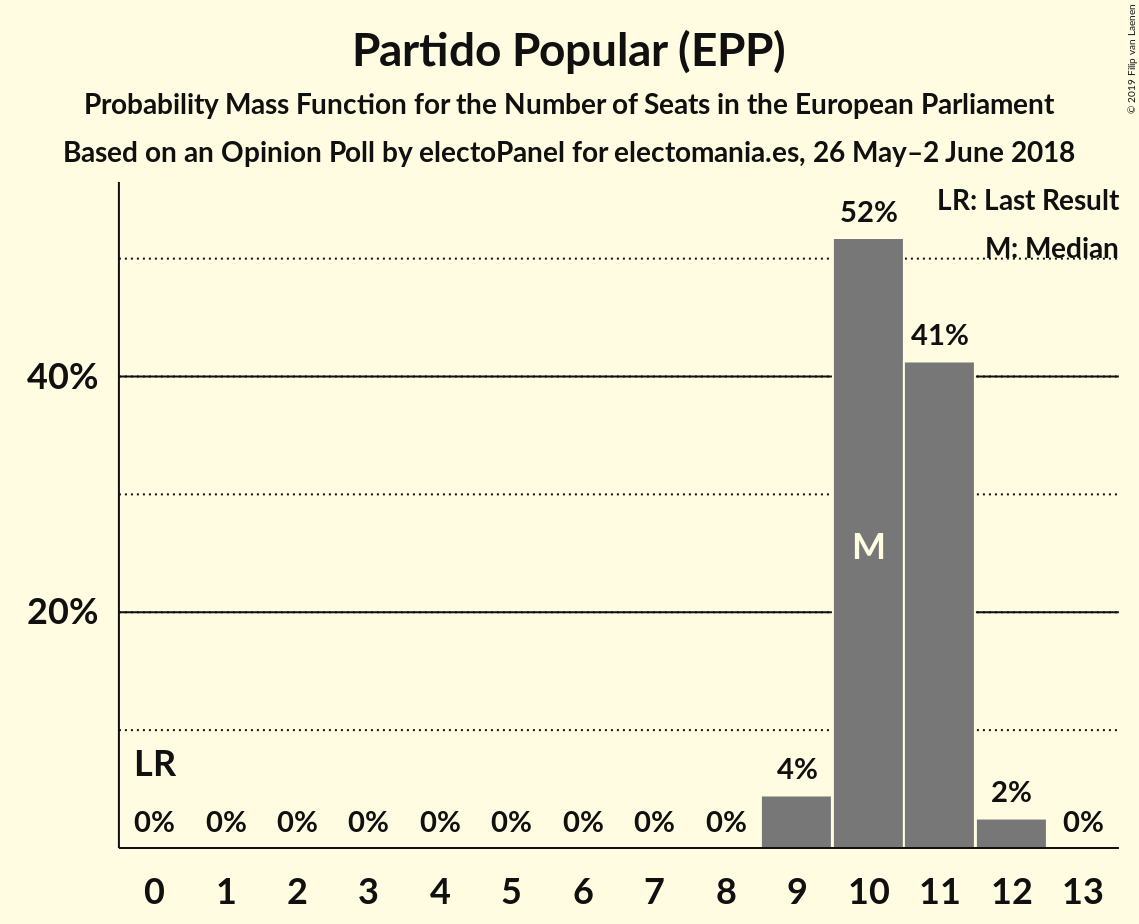 Partido Popular (EPP)
Probability Mass Function for the Number of Seats in the European Parliament
Based on an Opinion Poll by electoPanel for electomania.es, 26 May–2 June 2018
© 2019 Filip van Laenen
LR: Last Result
M: Median
52%
41%
40%
M
20%
LR
4%
2%
0% 0% 0% 0% 0% 0% 0% 0% 0% 0%
0 1 2 3 4 5 6 7 8 9 10 11 12 13